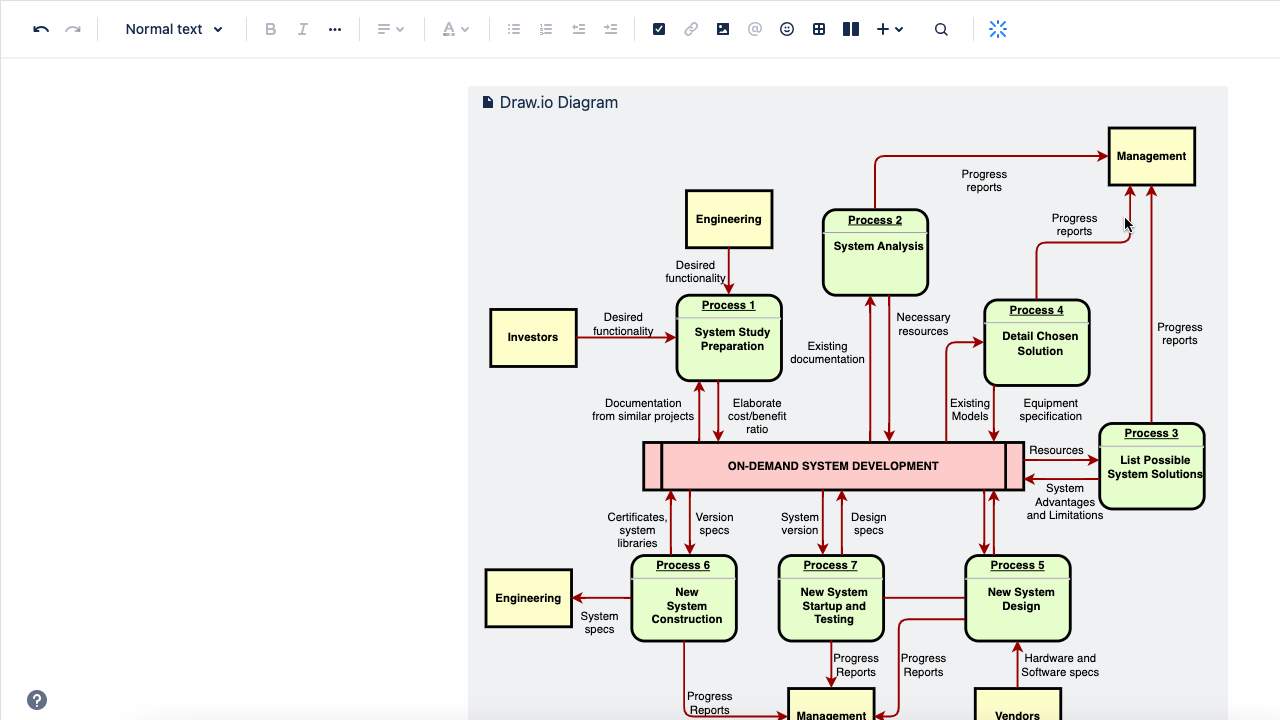 Normal text
Draw.io Diagram
Management
Progress
reports
Engineering
Process 2
System Analysis
Progress
reports
Desired
functionality
Process 1
System Study
Preparation
Investors
Desired
functionality
Process 4
Detail Chosen
Solution
Necessary
resources
Existing
documentation
Progress
reports
Documentation
from similar projects
Elaborate
cost/benefit
ratio
Existing
Models
Equipment
specification
Process 3
List Possible
System Solutions
ON-DEMAND SYSTEM DEVELOPMENT
Resources
System
Advantages
and Limitations
Certificates,
system
libraries
Version
specs
System
version
Design
specs
Process 6
New
System
Construction
Process 7
New System
Startup and
Testing
Process 5
New System
Design
Engineering
System
specs
Progress
Reports
Progress
Reports
Hardware and
Software specs
Progress
Reports
Management
Vendors